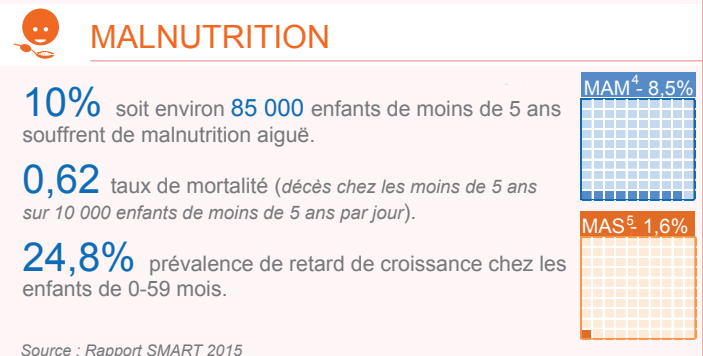 MALNUTRITION
10% soit environ 85 000 enfants de moins de 5 ans
souffrent de malnutrition aiguë.
0,62 taux de mortalité (décès chez les moins de 5 ans
sur 10 000 enfants de moins de 5 ans par jour).
24,8% prévalence de retard de croissance chez les
enfants de 0-59 mois.
Source : Rapport SMART 2015
MAM4- 8,5%
MAS5- 1,6%